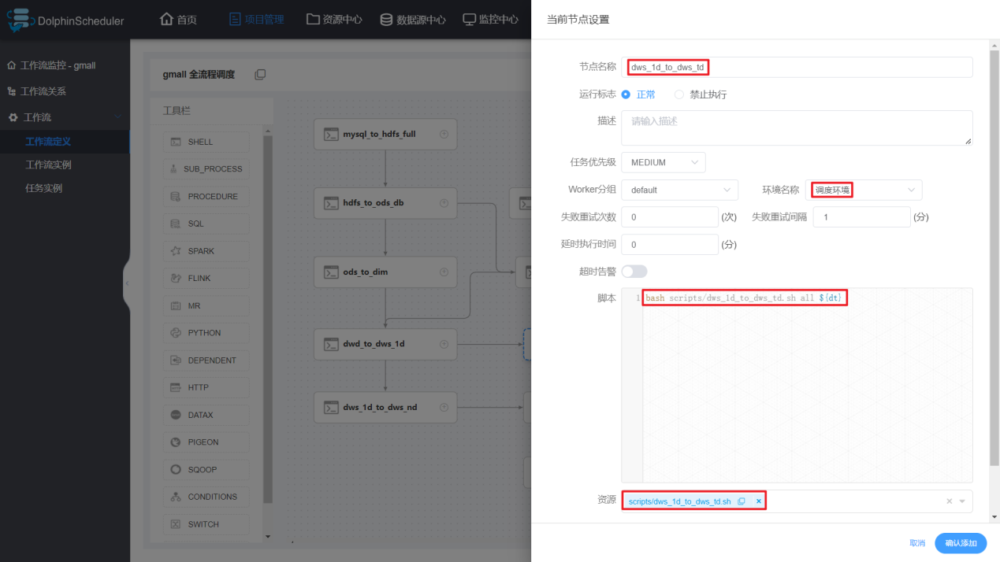 DolphinScheduler
首页
项目管理
资源中心
数据源中心
监控中心
工作流监控 - gmall
工作流关系
工作流
工作流定义
工作流实例
任务实例
gmall 全流程调度
工具栏
SHELL
SUB_PROCESS
PROCEDURE
SQL
SPARK
FLINK
MR
PYTHON
DEPENDENT
HTTP
DATAX
PIGEON
SQOOP
CONDITIONS
SWITCH
mysql_to_hdfs_full
hdfs_to_ods_db
ods_to_dim
dwd_to_dws_1d
dws_1d_to_dws_nd
当前节点设置
节点名称 dws_1d_to_dws_td
运行标志 正常 禁止执行
描述 请输入描述
任务优先级 MEDIUM
Worker分组 default 环境名称 调度环境
失败重试次数 0 (次) 失败重试间隔 1 (分)
延时执行时间 0 (分)
超时告警
脚本 1 bash scripts/dws_1d_to_dws_td.sh all ${dt}
资源 scripts/dws_1d_to_dws_td.sh
取消 确认添加